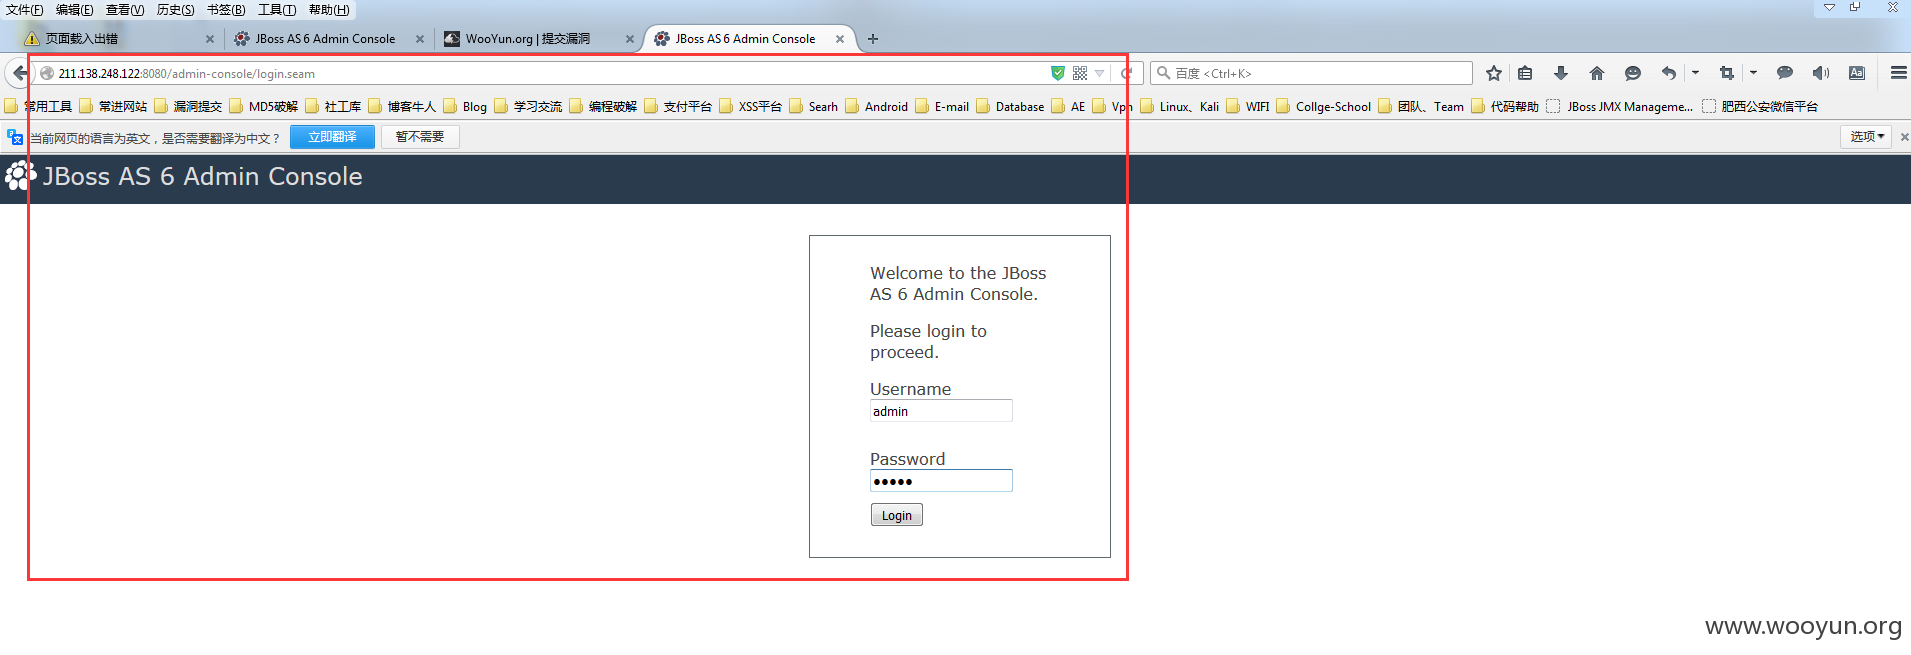 文件(F) 编辑(E) 查看(V) 历史(S) 书签(B) 工具(T) 帮助(H)
页面载入出错 JBoss AS 6 Admin Console WooYun.org | 提交漏洞 JBoss AS 6 Admin Console
211.138.248.122:8080/admin-console/login.seam 百度 <Ctrl+K>
常用工具 常进网站 漏洞提交 MD5破解 社工库 博客牛人 Blog 学习交流 编程破解 支付平台 XSS平台 Searh Android E-mail Database AE Vpn Linux、Kali WIFI Collge-School 团队、Team 代码帮助 JBoss JMX Manageme... 肥西公安微信平台
当前网页的语言为英文，是否需要翻译为中文？ 立即翻译 暂不需要 选项
JBoss AS 6 Admin Console
Welcome to the JBoss
AS 6 Admin Console.
Please login to
proceed.
Username
admin
Password
Login
www.wooyun.org